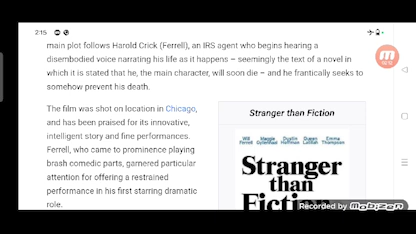 2:15
main plot follows Harold Crick (Ferrell), an IRS agent who begins hearing a
disembodied voice narrating his life as it happens – seemingly the text of a novel in
which it is stated that he, the main character, will soon die – and he frantically seeks to
somehow prevent his death.
The film was shot on location in Chicago,
and has been praised for its innovative,
intelligent story and fine performances.
Ferrell, who came to prominence playing
brash comedic parts, garnered particular
attention for offering a restrained
performance in his first starring dramatic
role.
Stranger than Fiction
Will Ferrell Maggie Gyllenhaal Dustin Hoffman Queen Latifah Emma Thompson
Stranger
than
Fiction
Recorded by Mobizen